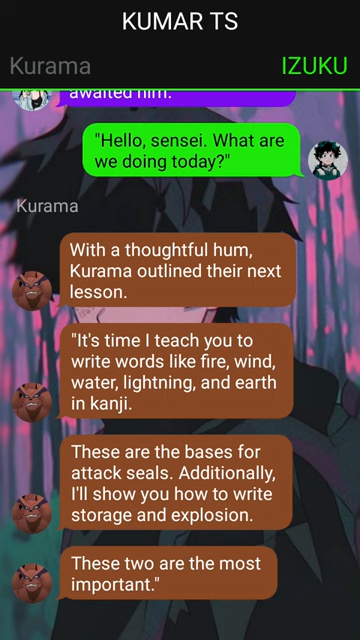 KUMAR TS
Kurama
IZUKU
awaited him.
"Hello, sensei. What are
we doing today?"
Kurama
With a thoughtful hum,
Kurama outlined their next
lesson.
"It's time I teach you to
write words like fire, wind,
water, lightning, and earth
in kanji.
These are the bases for
attack seals. Additionally,
I'll show you how to write
storage and explosion.
These two are the most
important."